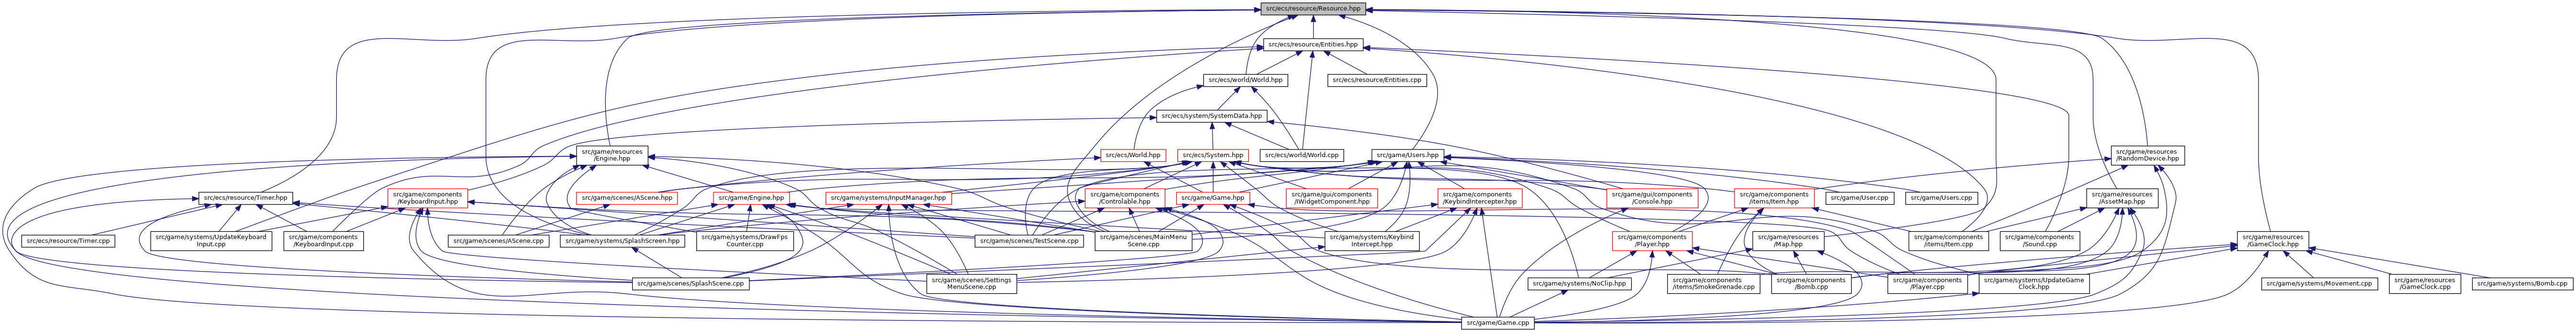 src/ecs/resource/Resource.hpp
src/ecs/resource/Entities.hpp
src/ecs/world/World.hpp
src/ecs/resource/Entities.cpp
src/ecs/system/SystemData.hpp
src/game/resources
/Engine.hpp
src/ecs/World.hpp
src/ecs/System.hpp
src/ecs/world/World.cpp
src/game/Users.hpp
src/game/resources
/RandomDevice.hpp
src/ecs/resource/Timer.hpp
src/game/components
/KeyboardInput.hpp
src/game/scenes/AScene.hpp
src/game/Engine.hpp
src/game/systems/InputManager.hpp
src/game/components
/Controlable.hpp
src/game/Game.hpp
src/game/gui/components
/IWidgetComponent.hpp
src/game/components
/KeybindIntercepter.hpp
src/game/gui/components
/Console.hpp
src/game/components
/items/Item.hpp
src/game/User.cpp
src/game/Users.cpp
src/game/resources
/AssetMap.hpp
src/ecs/resource/Timer.cpp
src/game/systems/UpdateKeyboard
Input.cpp
src/game/components
/KeyboardInput.cpp
src/game/scenes/AScene.cpp
src/game/systems/SplashScreen.hpp
src/game/systems/DrawFps
Counter.cpp
src/game/scenes/TestScene.cpp
src/game/scenes/MainMenu
Scene.cpp
src/game/systems/Keybind
Intercept.hpp
src/game/components
/Player.hpp
src/game/resources
/Map.hpp
src/game/components
/items/Item.cpp
src/game/components
/Sound.cpp
src/game/resources
/GameClock.hpp
src/game/scenes/SplashScene.cpp
src/game/scenes/Settings
MenuScene.cpp
src/game/systems/NoClip.hpp
src/game/components
/items/SmokeGrenade.cpp
src/game/components
/Bomb.cpp
src/game/components
/Player.cpp
src/game/systems/UpdateGame
Clock.hpp
src/game/systems/Movement.cpp
src/game/resources
/GameClock.cpp
src/game/systems/Bomb.cpp
src/game/Game.cpp